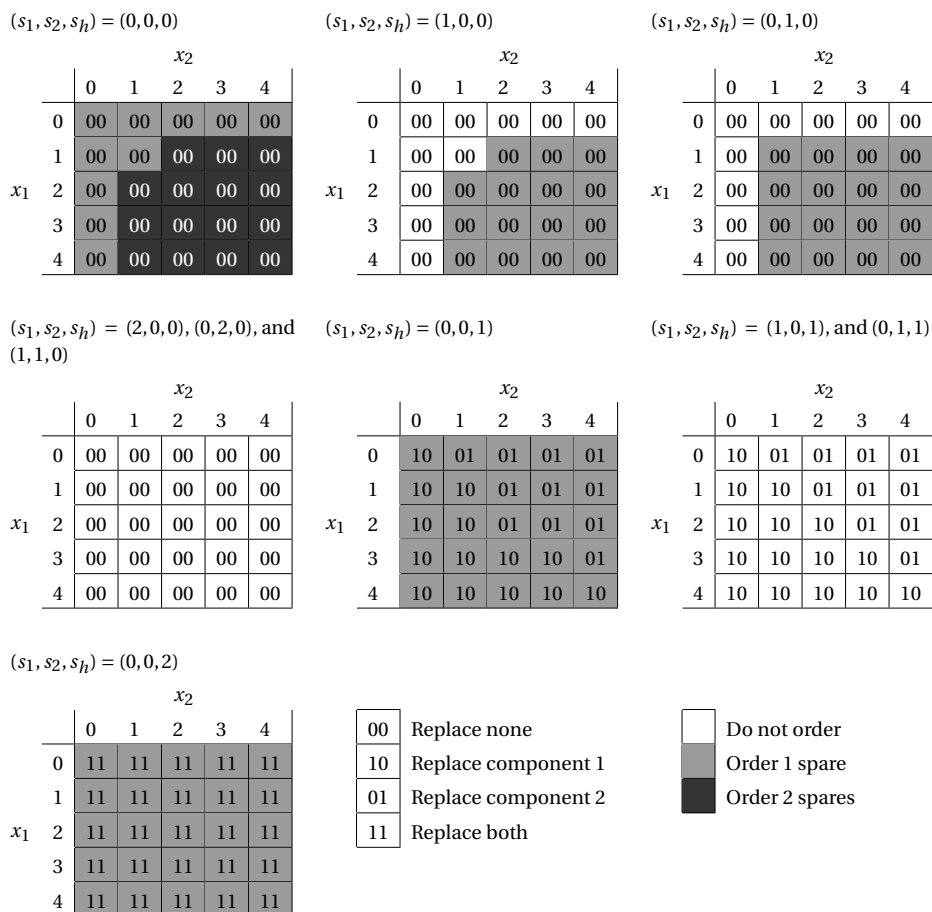 (s1, s2, sh) = (0,0,0)
x2
0 1 2 3 4
0 00 00 00 00 00
1 00 00 00 00 00
x1 2 00 00 00 00 00
3 00 00 00 00 00
4 00 00 00 00 00
(s1, s2, sh) = (1,0,0)
x2
0 1 2 3 4
0 00 00 00 00 00
1 00 00 00 00 00
x1 2 00 00 00 00 00
3 00 00 00 00 00
4 00 00 00 00 00
(s1, s2, sh) = (0,1,0)
x2
0 1 2 3 4
0 00 00 00 00 00
1 00 00 00 00 00
x1 2 00 00 00 00 00
3 00 00 00 00 00
4 00 00 00 00 00
(s1, s2, sh) = (2,0,0), (0,2,0), and
(1,1,0)
x2
0 1 2 3 4
0 00 00 00 00 00
1 00 00 00 00 00
x1 2 00 00 00 00 00
3 00 00 00 00 00
4 00 00 00 00 00
(s1, s2, sh) = (0,0,1)
x2
0 1 2 3 4
0 10 01 01 01 01
1 10 10 01 01 01
x1 2 10 10 01 01 01
3 10 10 10 10 01
4 10 10 10 10 10
(s1, s2, sh) = (1,0,1), and (0,1,1)
x2
0 1 2 3 4
0 10 01 01 01 01
1 10 10 01 01 01
x1 2 10 10 10 01 01
3 10 10 10 10 01
4 10 10 10 10 10
(s1, s2, sh) = (0,0,2)
x2
0 1 2 3 4
0 11 11 11 11 11
1 11 11 11 11 11
x1 2 11 11 11 11 11
3 11 11 11 11 11
4 11 11 11 11 11
00 Replace none
10 Replace component 1
01 Replace component 2
11 Replace both
Do not order
Order 1 spare
Order 2 spares